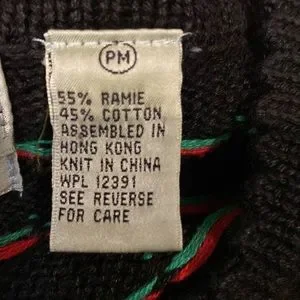 PM
55% RAMIE
45% COTTON
ASSEMBLED IN
HONG KONG
KNIT IN CHINA
WPL 12391
SEE REVERSE
FOR CARE